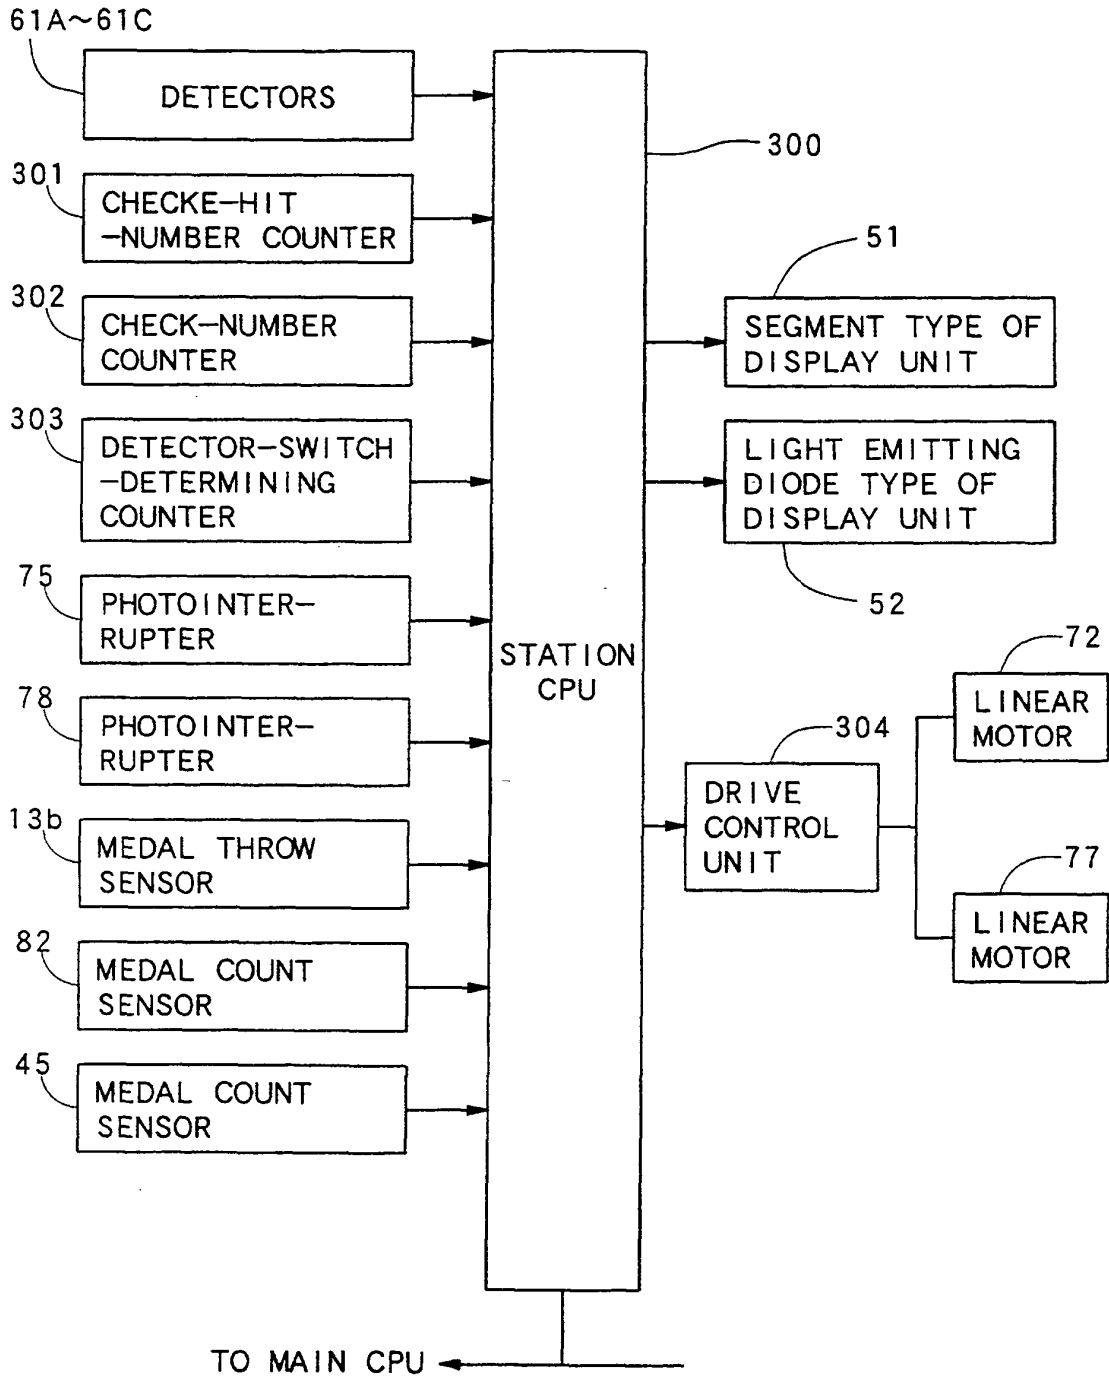 61A~61C
DETECTORS
301
CHECKE-HIT
-NUMBER COUNTER
302
CHECK-NUMBER
COUNTER
303
DETECTOR-SWITCH
-DETERMINING
COUNTER
75
PHOTOINTER-
RUPTER
78
PHOTOINTER-
RUPTER
13b
MEDAL THROW
SENSOR
82
MEDAL COUNT
SENSOR
45
MEDAL COUNT
SENSOR
STATION
CPU
300
51
SEGMENT TYPE OF
DISPLAY UNIT
LIGHT EMITTING
DIODE TYPE OF
DISPLAY UNIT
52
304
DRIVE
CONTROL
UNIT
72
LINEAR
MOTOR
77
LINEAR
MOTOR
TO MAIN CPU